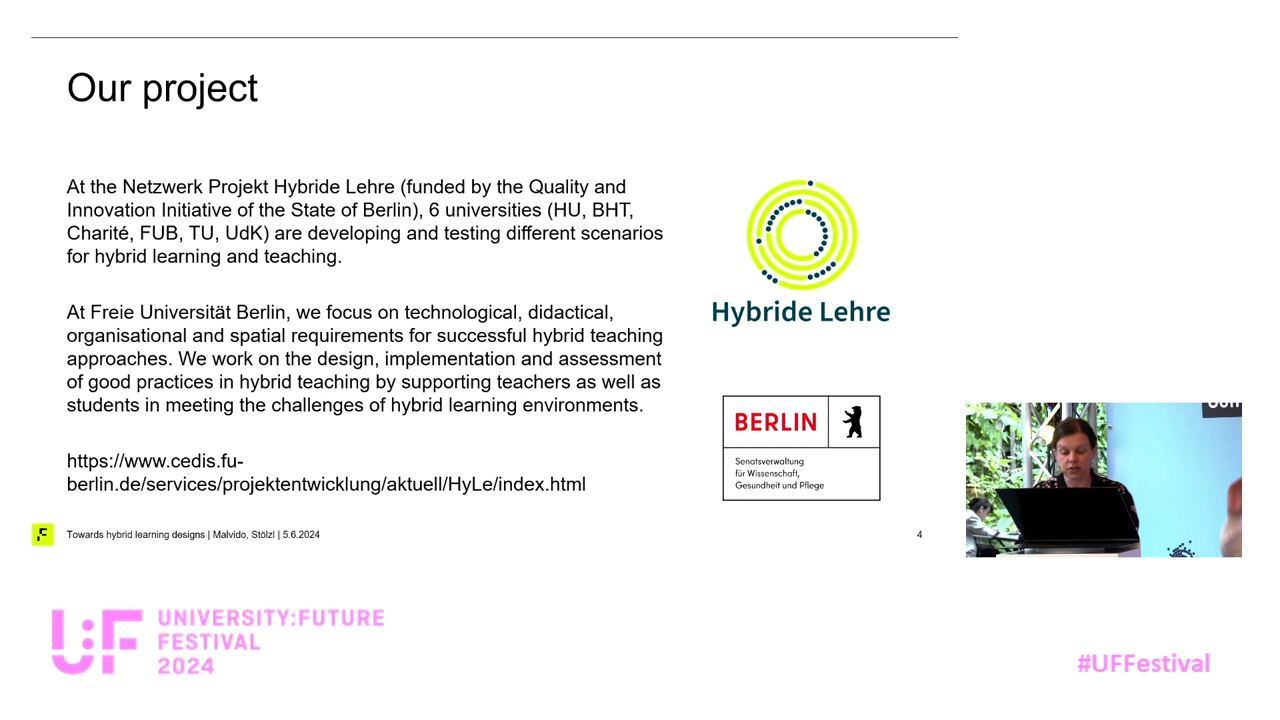 Our project
At the Netzwerk Projekt Hybride Lehre (funded by the Quality and
Innovation Initiative of the State of Berlin), 6 universities (HU, BHT,
Charité, FUB, TU, UdK) are developing and testing different scenarios
for hybrid learning and teaching.
At Freie Universität Berlin, we focus on technological, didactical,
organisational and spatial requirements for successful hybrid teaching
approaches. We work on the design, implementation and assessment
of good practices in hybrid teaching by supporting teachers as well as
students in meeting the challenges of hybrid learning environments.
https://www.cedis.fu-
berlin.de/services/projektentwicklung/aktuell/HyLe/index.html
Hybride Lehre
BERLIN
Senatsverwaltung
für Wissenschaft,
Gesundheit und Pflege
F
Towards hybrid learning designs | Malvido, Stölzl | 5.6.2024
4
U:F
UNIVERSITY:FUTURE
FESTIVAL
2024
#UFFestival